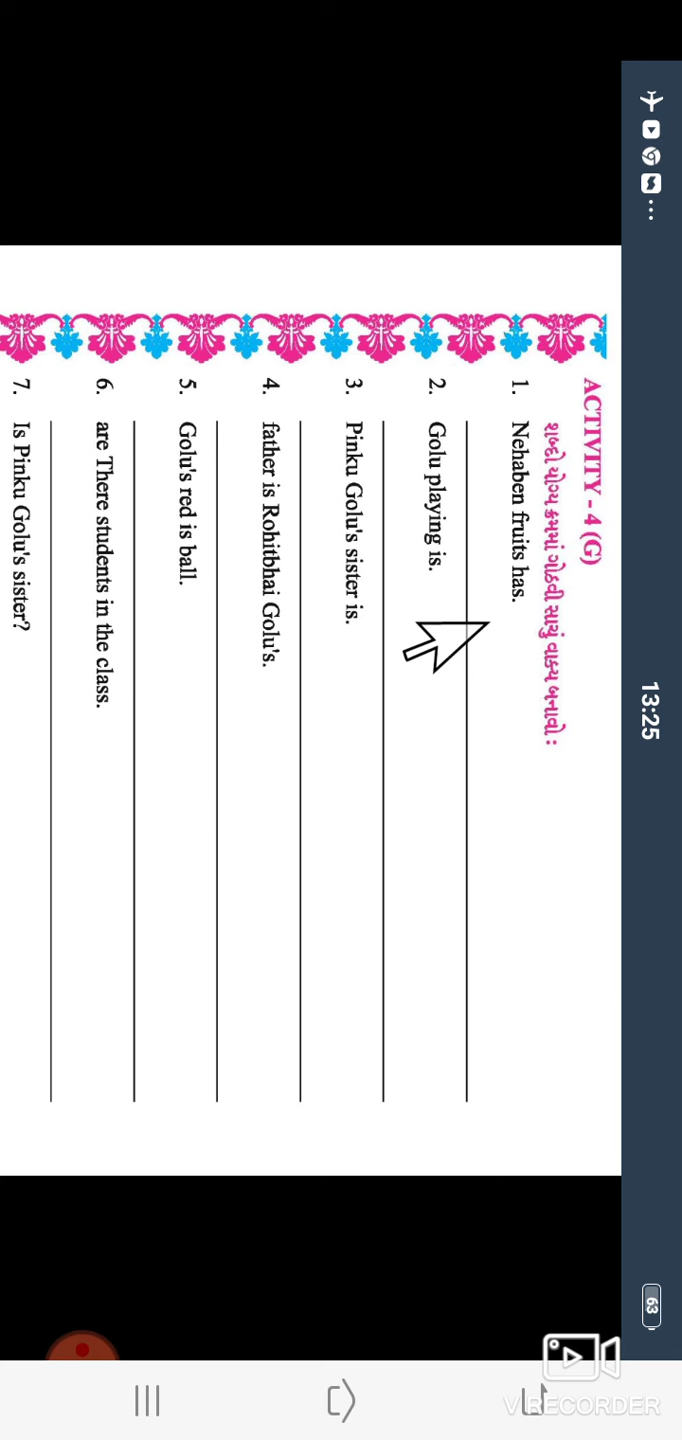 13:25
63
ACTIVITY - 4 (G)
શબ્દો યોગ્ય ક્રમમાં ગોઠવી સાચું વાક્ય બનાવો :
1. Nehaben fruits has.
2. Golu playing is.
3. Pinku Golu's sister is.
4. father is Rohitbhai Golu's.
5. Golu's red is ball.
6. are There students in the class.
7. Is Pinku Golu's sister?
V RECORDER